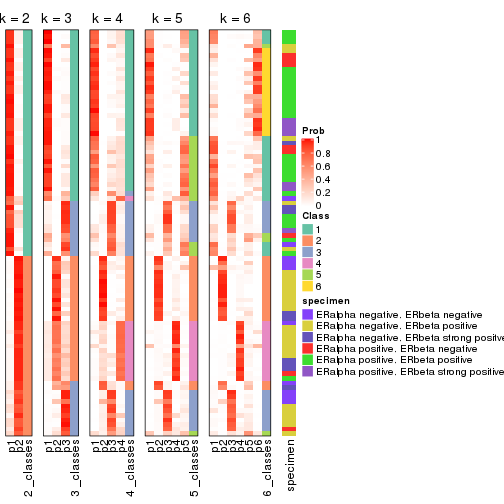 k = 2 k = 3 k = 4 k = 5 k = 6
Prob
1
0.8
0.6
0.4
0.2
0
Class
1
2
3
4
5
6
specimen
ERalpha negative. ERbeta negative
ERalpha negative. ERbeta positive
ERalpha negative. ERbeta strong positive
ERalpha positive. ERbeta negative
ERalpha positive. ERbeta positive
ERalpha positive. ERbeta strong positive
p1 p2 2_classes p1 p2 p3 3_classes p1 p2 p3 p4 4_classes p1 p2 p3 p4 p5 5_classes p1 p2 p3 p4 p5 p6 6_classes specimen